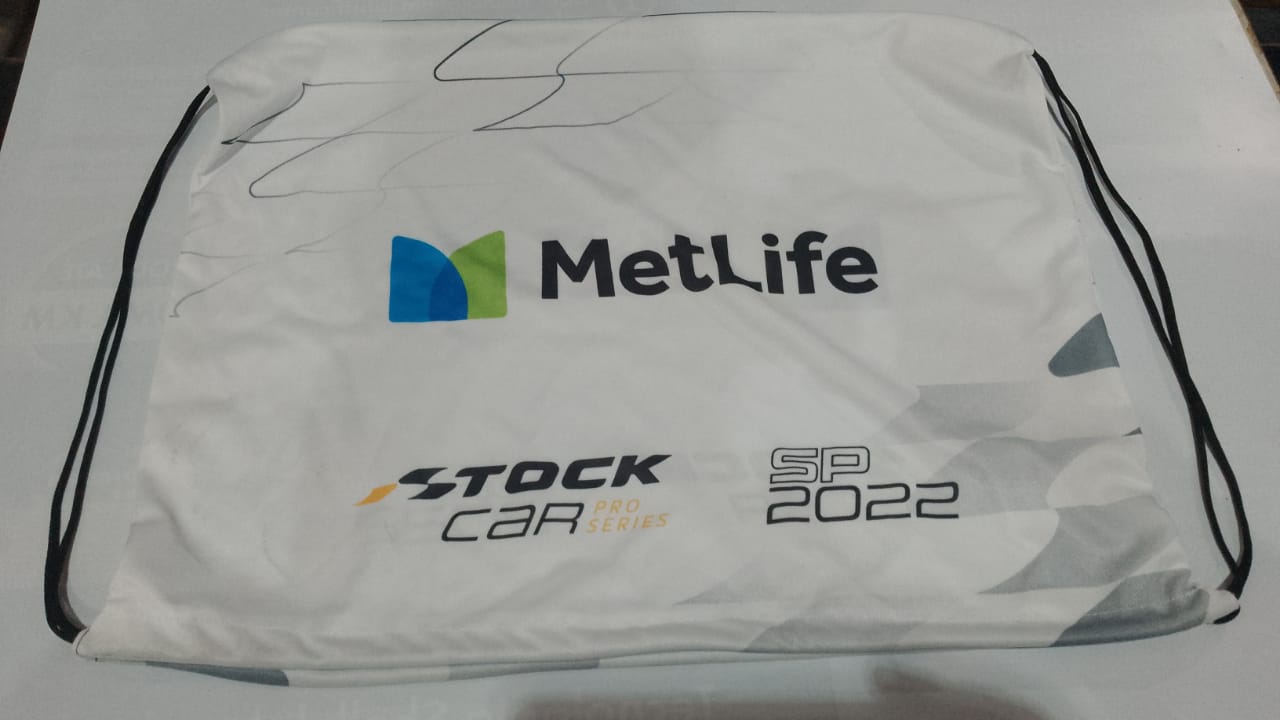 MetLife
STOCK
CAR PRO SERIES
SP
2022